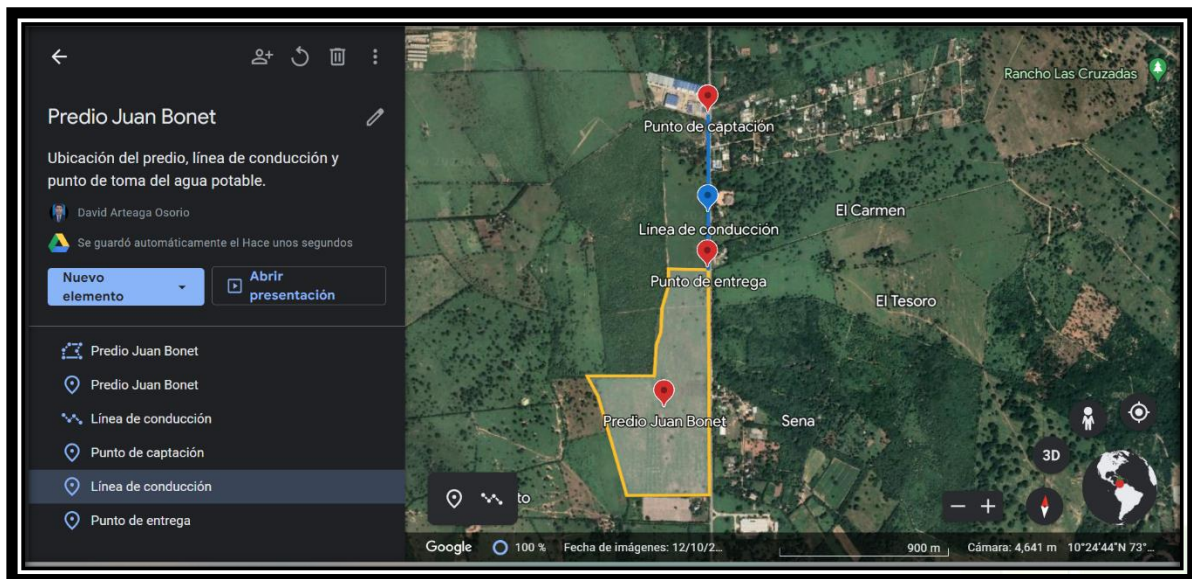 Predio Juan Bonet
Ubicación del predio, línea de conducción y
punto de toma del agua potable.
David Arteaga Osorio
Se guardó automáticamente el Hace unos segundos
Nuevo
elemento
Abrir
presentación
Predio Juan Bonet
Predio Juan Bonet
Línea de conducción
Punto de captación
Línea de conducción
Punto de entrega
Rancho Las Cruzadas
Punto de captación
El Carmen
Linea de conducción
Punto de entrega
El Tesoro
Predio Juan Bonet
Sena
to
3D
Google
100 %
Fecha de imágenes: 12/10/2...
900 m
Cámara: 4,641 m
10°24'44"N 73°...